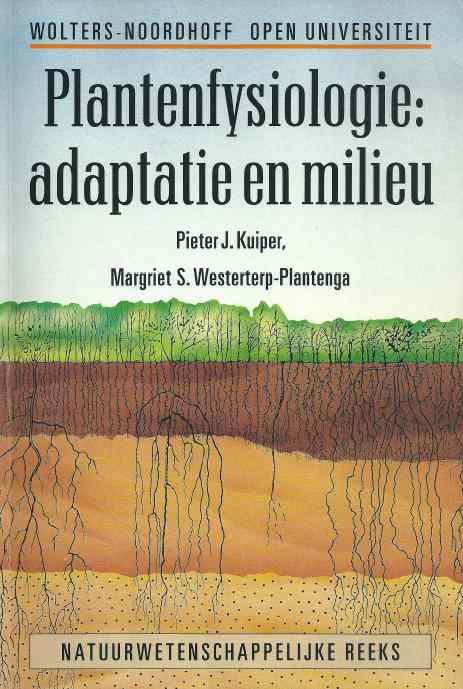 WOLTERS-NOORDHOFF OPEN UNIVERSITEIT
Plantenfysiologie:
adaptatie en milieu
Pieter J. Kuiper,
Margriet S. Westerterp-Plantenga
NATUURWETENSCHAPPELIJKE REEKS